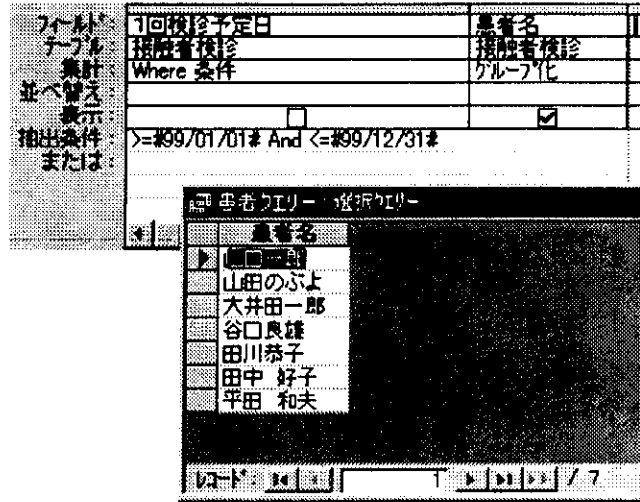 フィールド: 1回検診予定日 患者名
テーブル: 接触者検診 接触者検診
集計: Where 条件 グループ化
並べ替え:
表示:
抽出条件: >=#99/01/01# And <=#99/12/31#
または:
患者クエリー : 選択クエリー
患者名
山田のぶよ
大井田一郎
谷口良雄
田川恭子
田中 好子
平田 和夫
レコード: 1 / 7